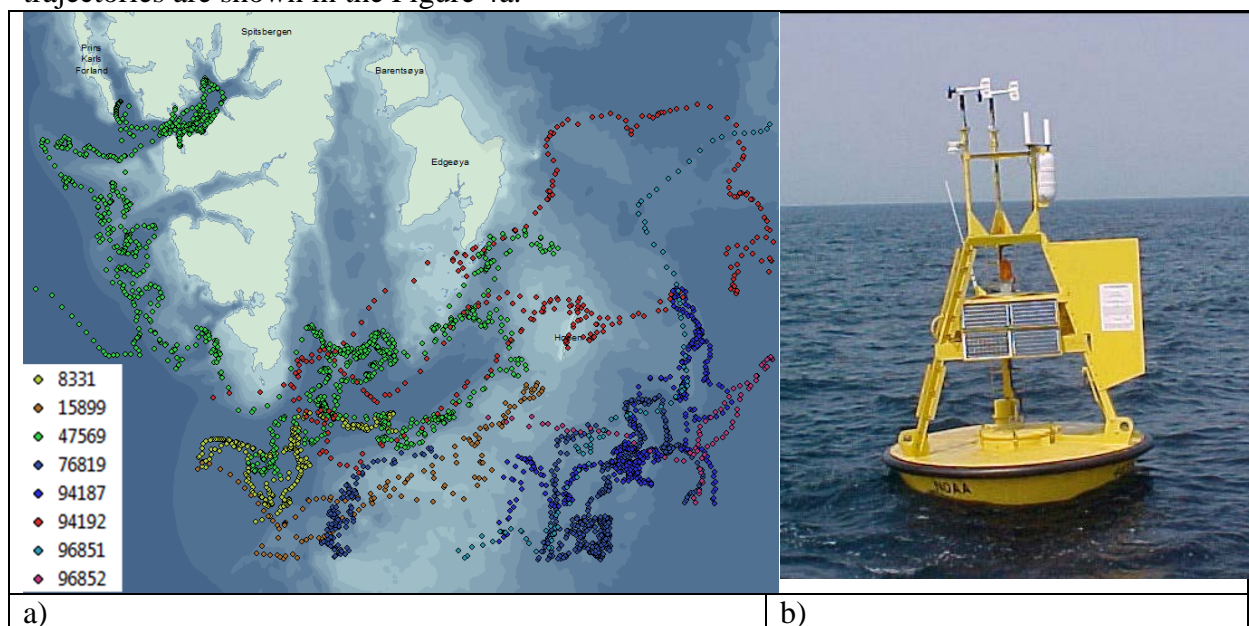 trajectories are shown in the Figure 4a.
Spitsbergen
Prins
Karls
Forland
Barentsøya
Edgeøya
8331
15899
47569
76819
94187
94192
96851
96852
NOAA
a)
b)